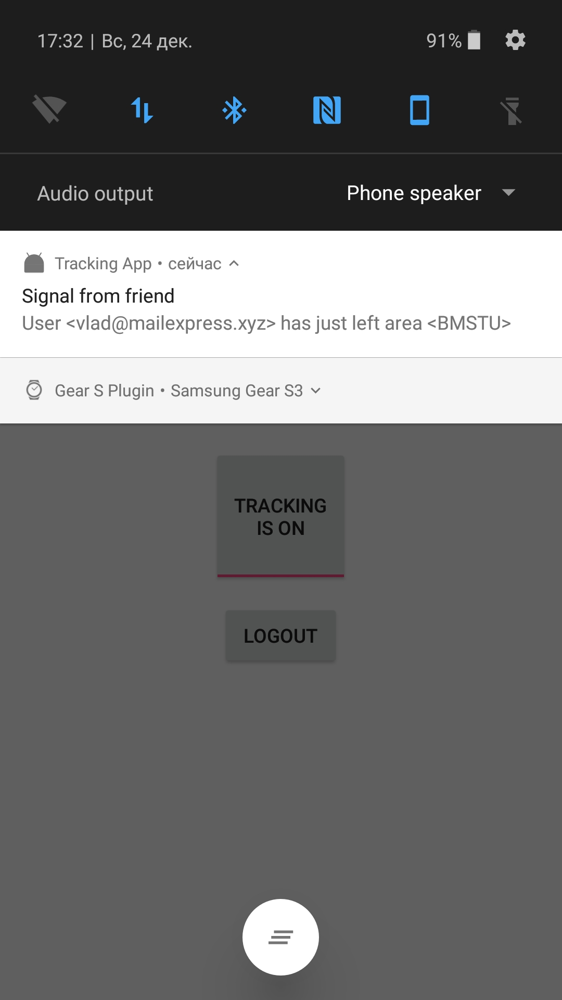 17:32 | Вс, 24 дек. 91%
Audio output Phone speaker
Tracking App • сейчас
Signal from friend
User <vlad@mailexpress.xyz> has just left area <BMSTU>
Gear S Plugin • Samsung Gear S3
TRACKING
IS ON
LOGOUT